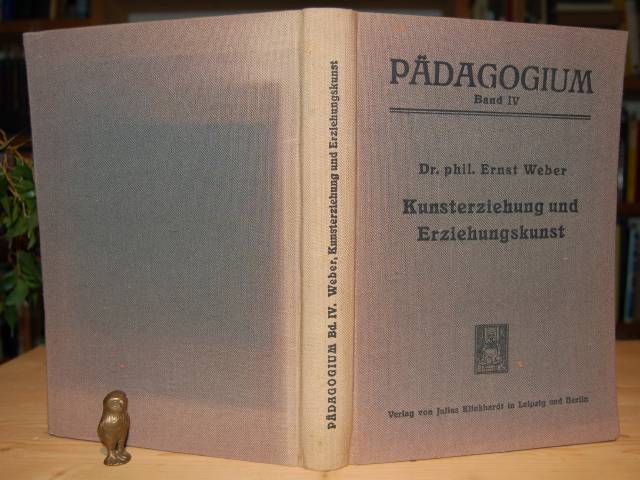 PÄDAGOGIUM Bd. IV. Weber, Kunsterziehung und Erziehungskunst
PÄDAGOGIUM
Band IV
Dr. phil. Ernst Weber
Kunsterziehung und
Erziehungskunst
Verlag von Julius Klinkhardt in Leipzig und Berlin